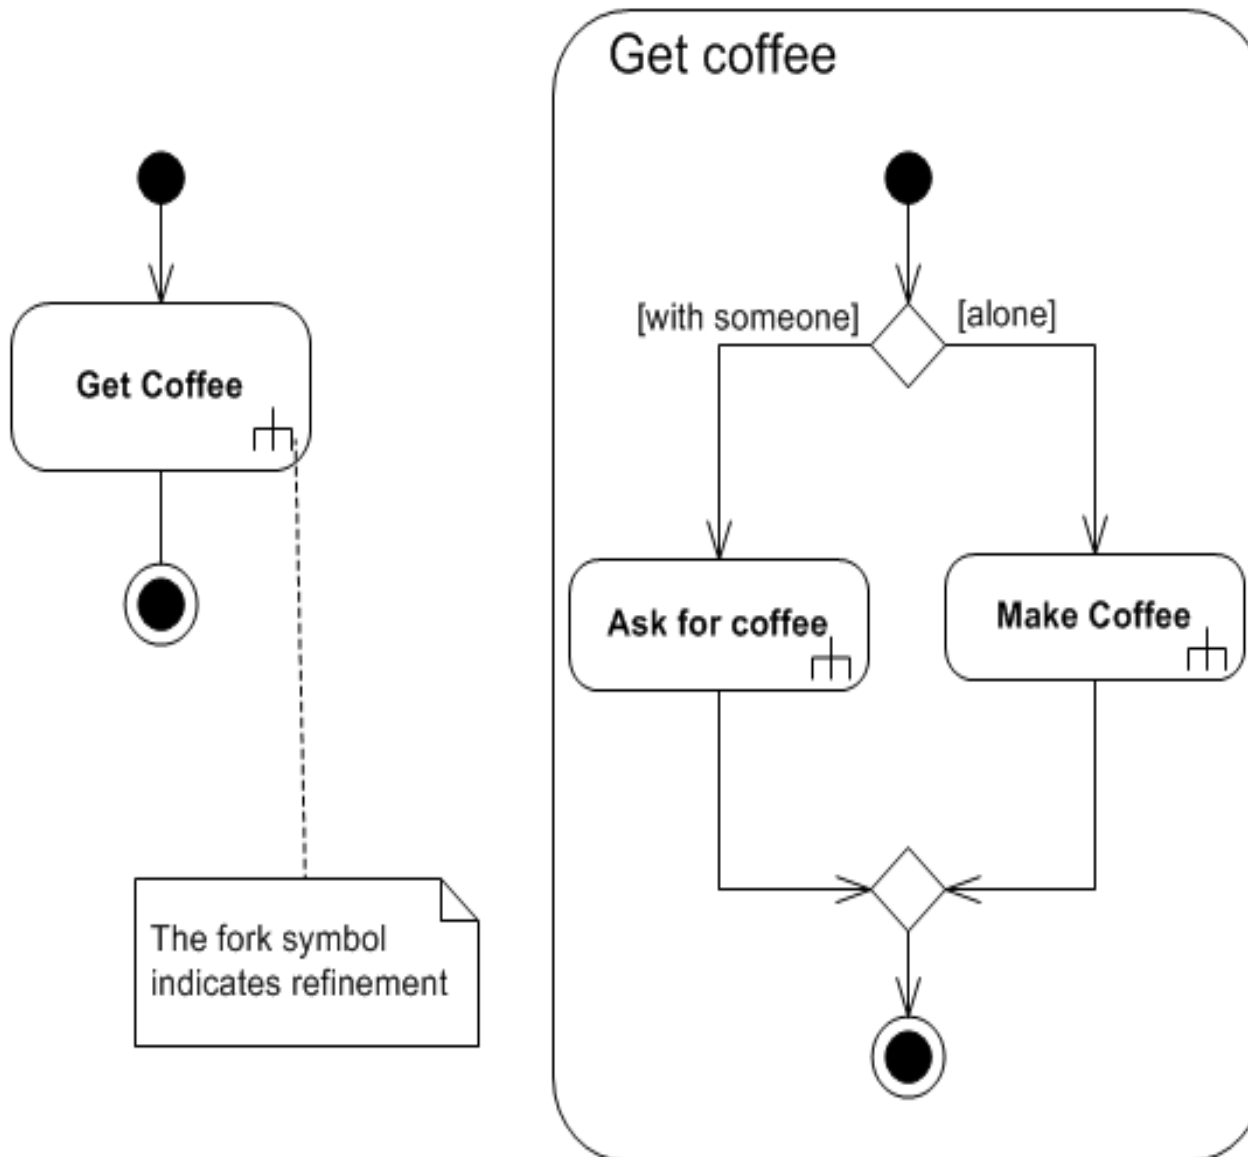 Get coffee
[with someone]
[alone]
Get Coffee
Ask for coffee
Make Coffee
The fork symbol
indicates refinement